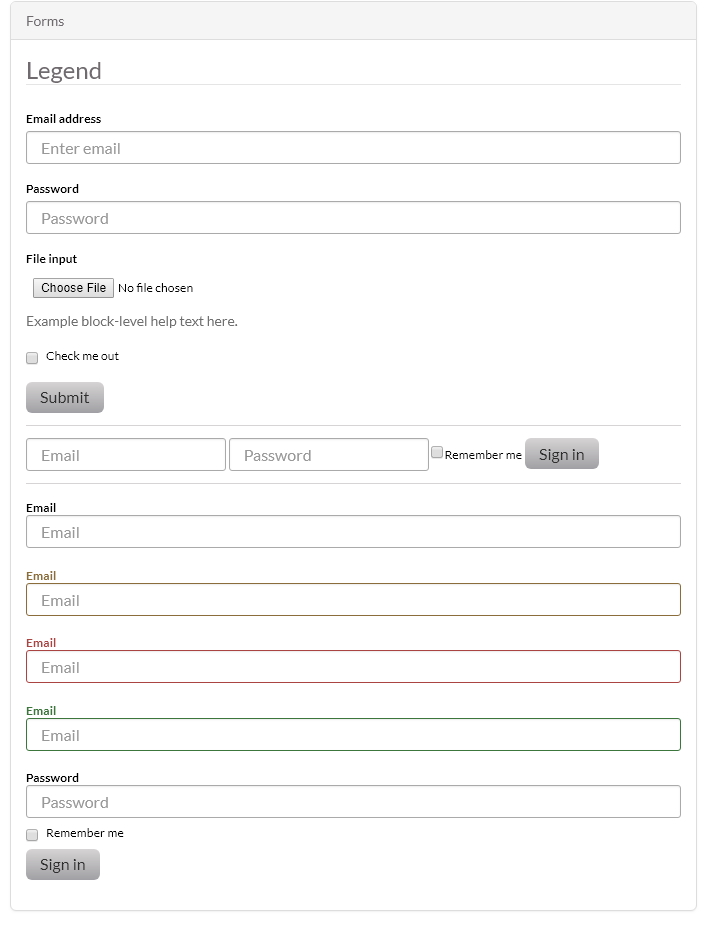 Forms
Legend
Email address
Enter email
Password
Password
File input
Choose File No file chosen
Example block-level help text here.
Check me out
Submit
Email Password Remember me Sign in
Email
Email
Email
Email
Email
Email
Email
Email
Password
Password
Remember me
Sign in